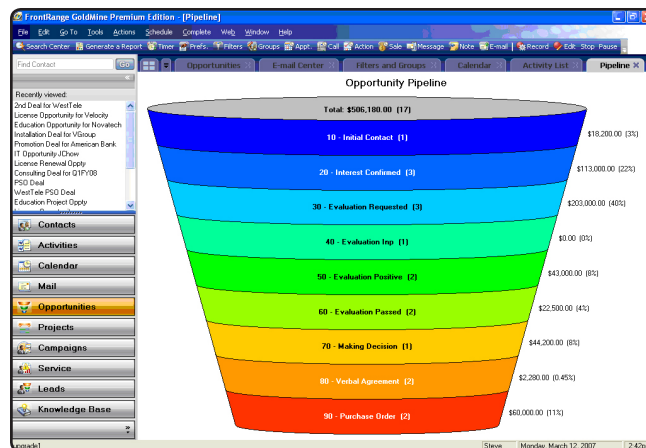 FrontRange GoldMine Premium Edition - [Pipeline]
File Edit Go To Tools Actions Schedule Complete Web Window Help
Search Center Generate a Report Timer Prefs. Filters Groups Appt. Call Action Sale Message Note E-mail Record Edit Stop Pause
Find Contact Go Opportunities E-mail Center Filters and Groups Calendar Activity List Pipeline
Opportunity Pipeline
Recently viewed:
2nd Deal for WestTele
License Opportunity for Velocity
Education Opportunity for Novatech
Installation Deal for VGroup
Promotion Deal for American Bank
IT Opportunity JChow
License Renewal Oppty
Consulting Deal for Q1FY08
PSO Deal
WestTele PSO Deal
Education Project Oppty
Contacts
Activities
Calendar
Mail
Opportunities
Projects
Campaigns
Service
Leads
Knowledge Base
Total: $506,180.00 (17)
10 - Initial Contact (1) $18,200.00 (3%)
20 - Interest Confirmed (3) $113,000.00 (22%)
30 - Evaluation Requested (3) $203,000.00 (40%)
40 - Evaluation Inp (1) $0.00 (0%)
50 - Evaluation Positive (2) $43,000.00 (8%)
60 - Evaluation Passed (2) $22,500.00 (4%)
70 - Making Decision (1) $44,200.00 (8%)
80 - Verbal Agreement (2) $2,280.00 (0.45%)
90 - Purchase Order (2) $60,000.00 (11%)
upgrade1 Steve Monday, March 12, 2007 2:42p